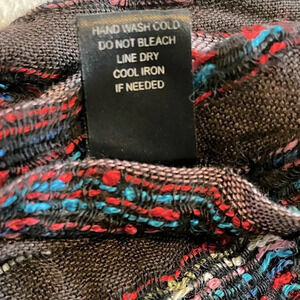 HAND WASH COLD
DO NOT BLEACH
LINE DRY
COOL IRON
IF NEEDED